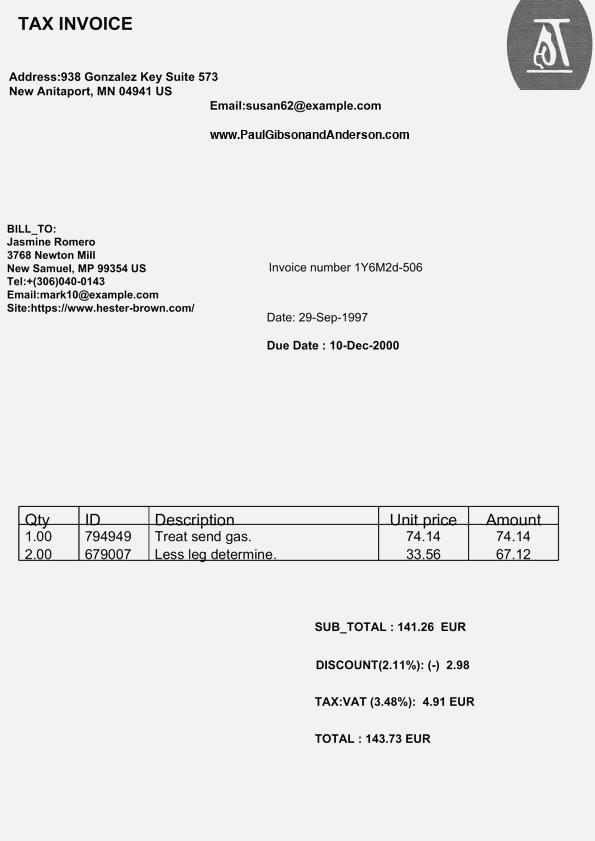 TAX INVOICE
Address:938 Gonzalez Key Suite 573
New Anitaport, MN 04941 US
Email:susan62@example.com
www.PaulGibsonandAnderson.com
BILL_TO:
Jasmine Romero
3768 Newton Mill
New Samuel, MP 99354 US
Tel:+(306)040-0143
Email:mark10@example.com
Site:https://www.hester-brown.com/
Invoice number 1Y6M2d-506
Date: 29-Sep-1997
Due Date : 10-Dec-2000
Qty ID Description Unit price Amount
1.00 794949 Treat send gas. 74.14 74.14
2.00 679007 Less leg determine. 33.56 67.12
SUB_TOTAL : 141.26 EUR
DISCOUNT(2.11%): (-) 2.98
TAX:VAT (3.48%): 4.91 EUR
TOTAL : 143.73 EUR